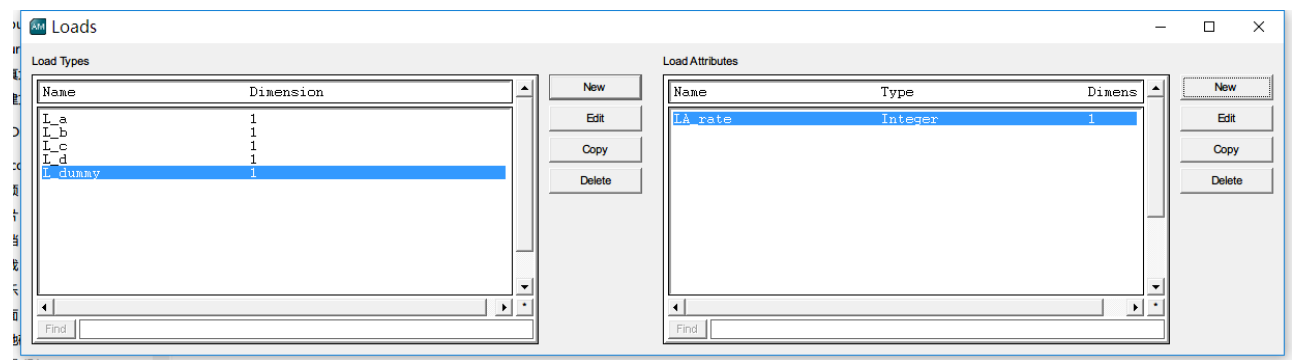 AM Loads
Load Types
Name Dimension
L_a 1
L_b 1
L_c 1
L_d 1
L_dummy 1
New
Edit
Copy
Delete
Find
Load Attributes
Name Type Dimens
LA_rate Integer 1
New
Edit
Copy
Delete
Find